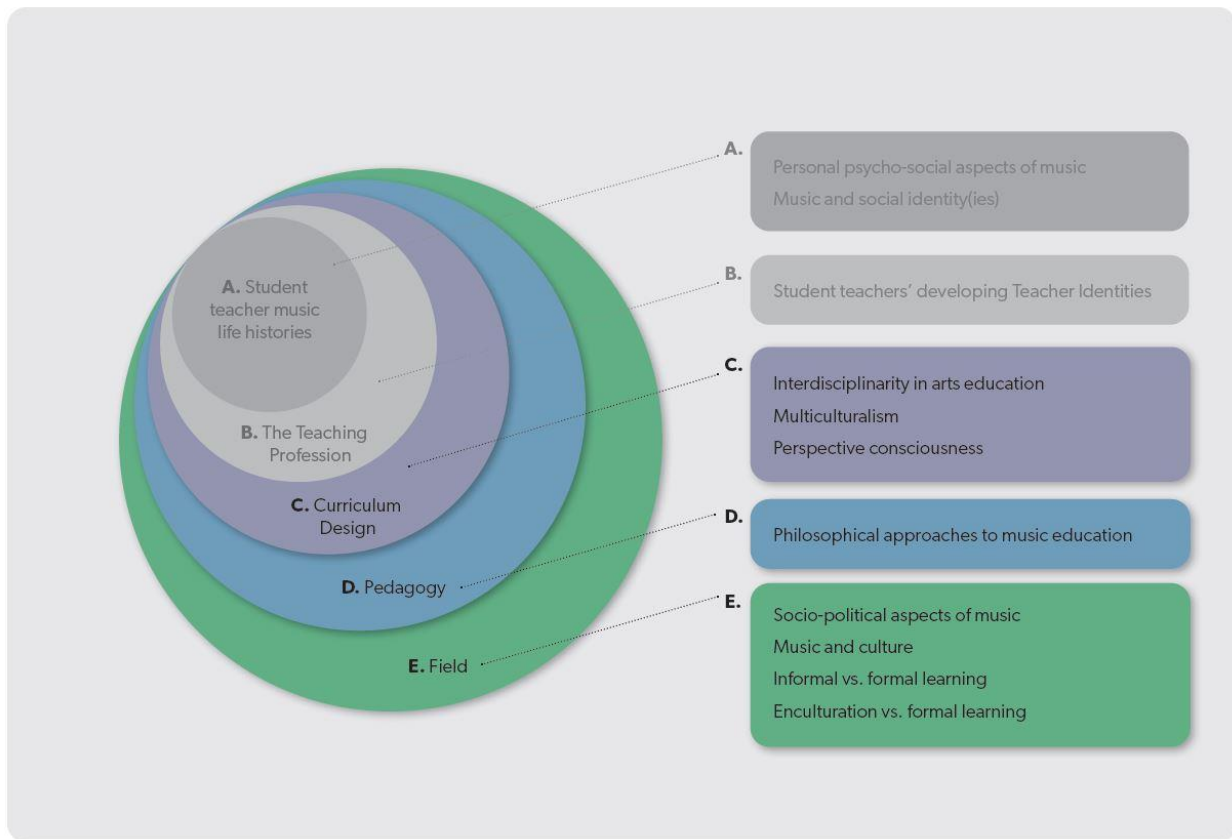 A. Student
teacher music
life histories
B. The Teaching
Profession
C. Curriculum
Design
D. Pedagogy
E. Field
A.
Personal psycho-social aspects of music
Music and social identity(ies)
B.
Student teachers’ developing Teacher Identities
C.
Interdisciplinarity in arts education
Multiculturalism
Perspective consciousness
D.
Philosophical approaches to music education
E.
Socio-political aspects of music
Music and culture
Informal vs. formal learning
Enculturation vs. formal learning